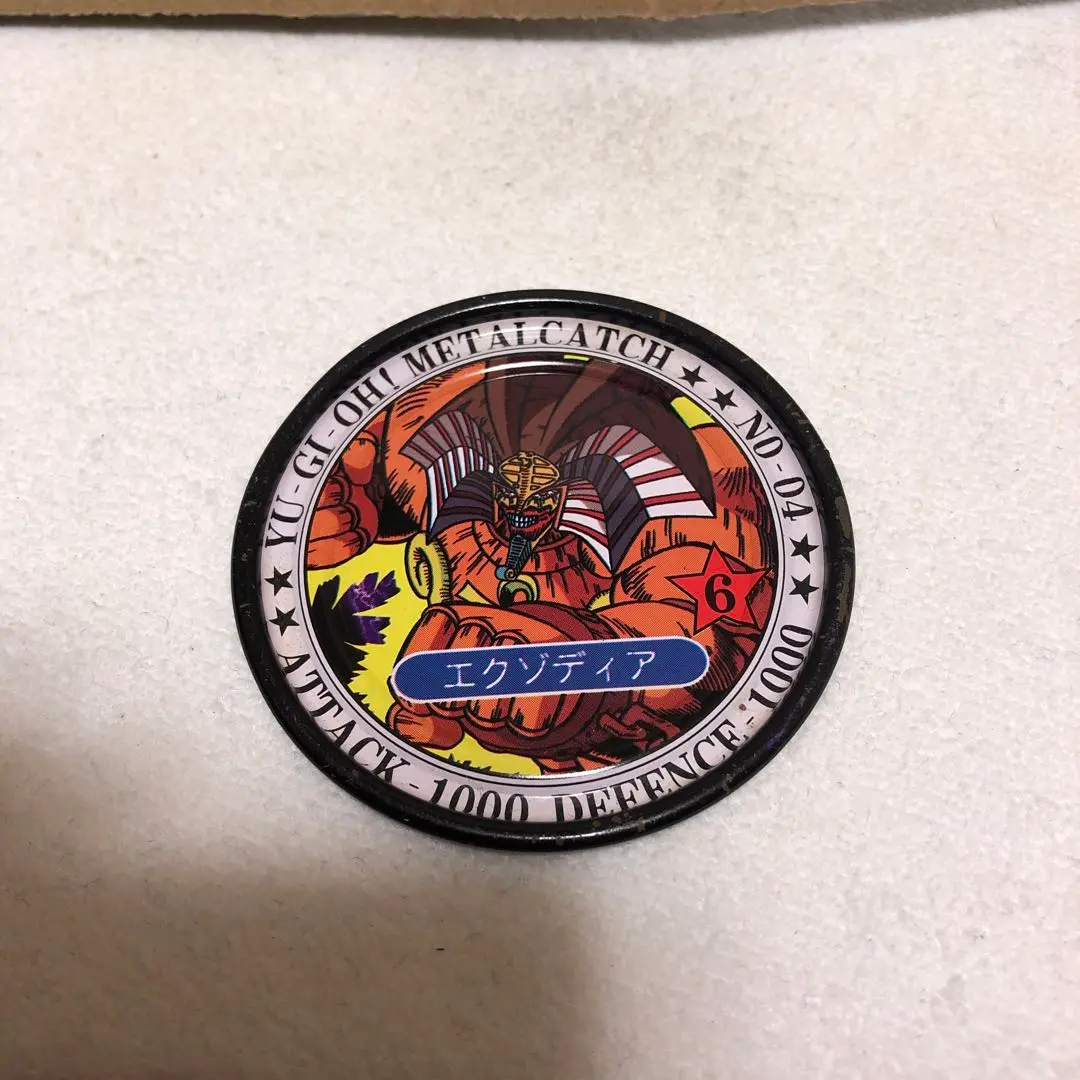 YU-GI-OH! METALCATCH ★★ NO-04 ★★
ATTACK-1000 DEFENCE-1000 ★★
6
エクゾディア